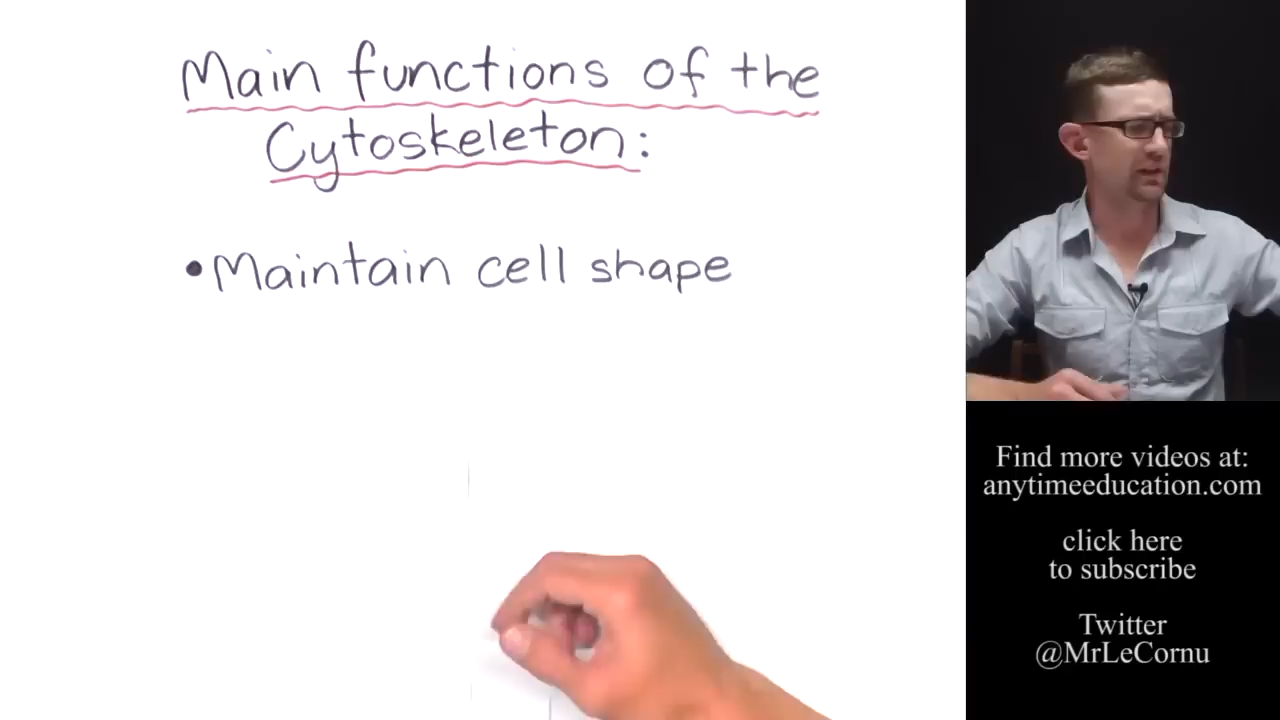 Main functions of the
Cytoskeleton:
•Maintain cell shape
Find more videos at:
anytimeeducation.com
click here
to subscribe
Twitter
@MrLeCornu